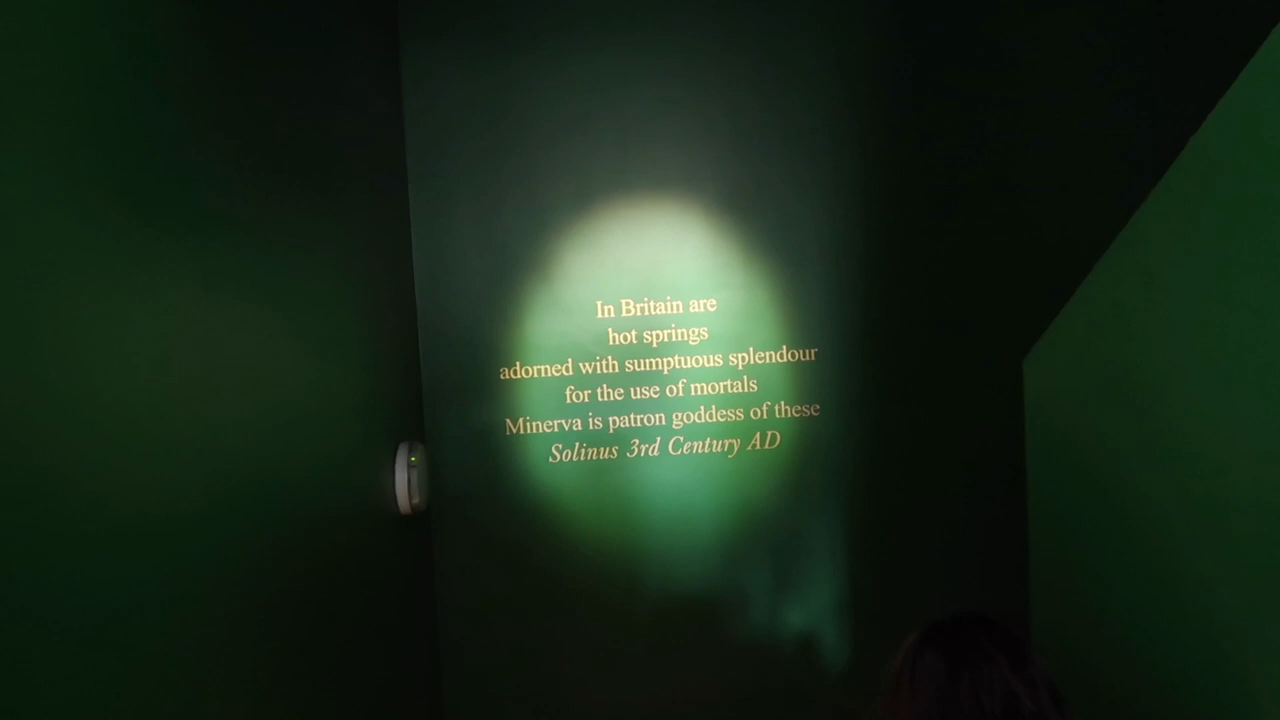 In Britain are
hot springs
adorned with sumptuous splendour
for the use of mortals
Minerva is patron goddess of these
Solinus 3rd Century AD